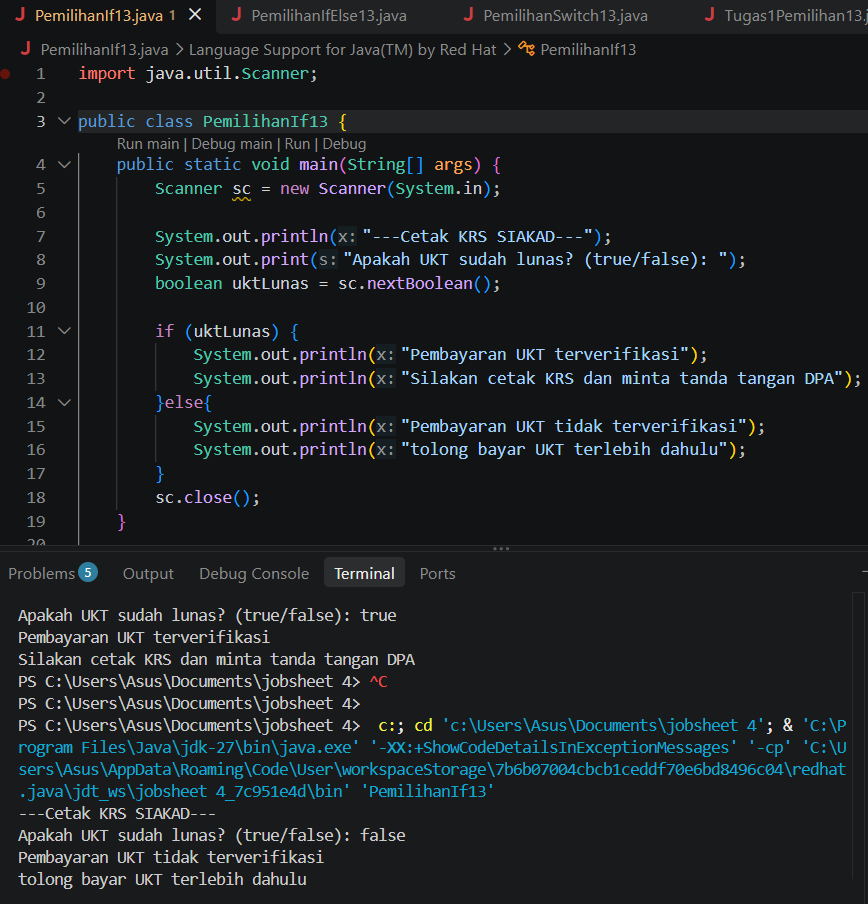 PemilihanIf13.java 1 PemilihanIfElse13.java PemilihanSwitch13.java Tugas1Pemilihan13.j
PemilihanIf13.java > Language Support for Java(TM) by Red Hat > PemilihanIf13
1 import java.util.Scanner;
2
3 public class PemilihanIf13 {
Run main | Debug main | Run | Debug
4 public static void main(String[] args) {
5 Scanner sc = new Scanner(System.in);
6
7 System.out.println(x: "---Cetak KRS SIAKAD---");
8 System.out.print(s: "Apakah UKT sudah lunas? (true/false): ");
9 boolean uktLunas = sc.nextBoolean();
10
11 if (uktLunas) {
12 System.out.println(x: "Pembayaran UKT terverifikasi");
13 System.out.println(x: "Silakan cetak KRS dan minta tanda tangan DPA");
14 }else{
15 System.out.println(x: "Pembayaran UKT tidak terverifikasi");
16 System.out.println(x: "tolong bayar UKT terlebih dahulu");
17 }
18 sc.close();
19 }
20
Problems 5 Output Debug Console Terminal Ports
Apakah UKT sudah lunas? (true/false): true
Pembayaran UKT terverifikasi
Silakan cetak KRS dan minta tanda tangan DPA
PS C:\Users\Asus\Documents\jobsheet 4> ^C
PS C:\Users\Asus\Documents\jobsheet 4>
PS C:\Users\Asus\Documents\jobsheet 4> c:; cd 'c:\Users\Asus\Documents\jobsheet 4'; & 'C:\P
rogram Files\Java\jdk-27\bin\java.exe' '-XX:+ShowCodeDetailsInExceptionMessages' '-cp' 'C:\U
sers\Asus\AppData\Roaming\Code\User\workspaceStorage\7b6b07004cbcb1ceddf70e6bd8496c04\redhat
.java\jdt_ws\jobsheet 4_7c951e4d\bin' 'PemilihanIf13'
---Cetak KRS SIAKAD---
Apakah UKT sudah lunas? (true/false): false
Pembayaran UKT tidak terverifikasi
tolong bayar UKT terlebih dahulu